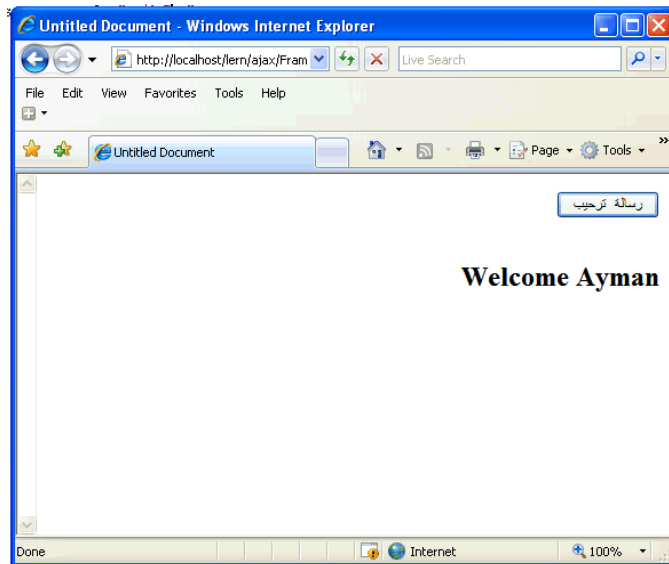 Untitled Document - Windows Internet Explorer
http://localhost/lern/ajax/Fram
Live Search
File Edit View Favorites Tools Help
Untitled Document
Page
Tools
»
رسالة ترحيب
Welcome Ayman
Done
Internet
100%